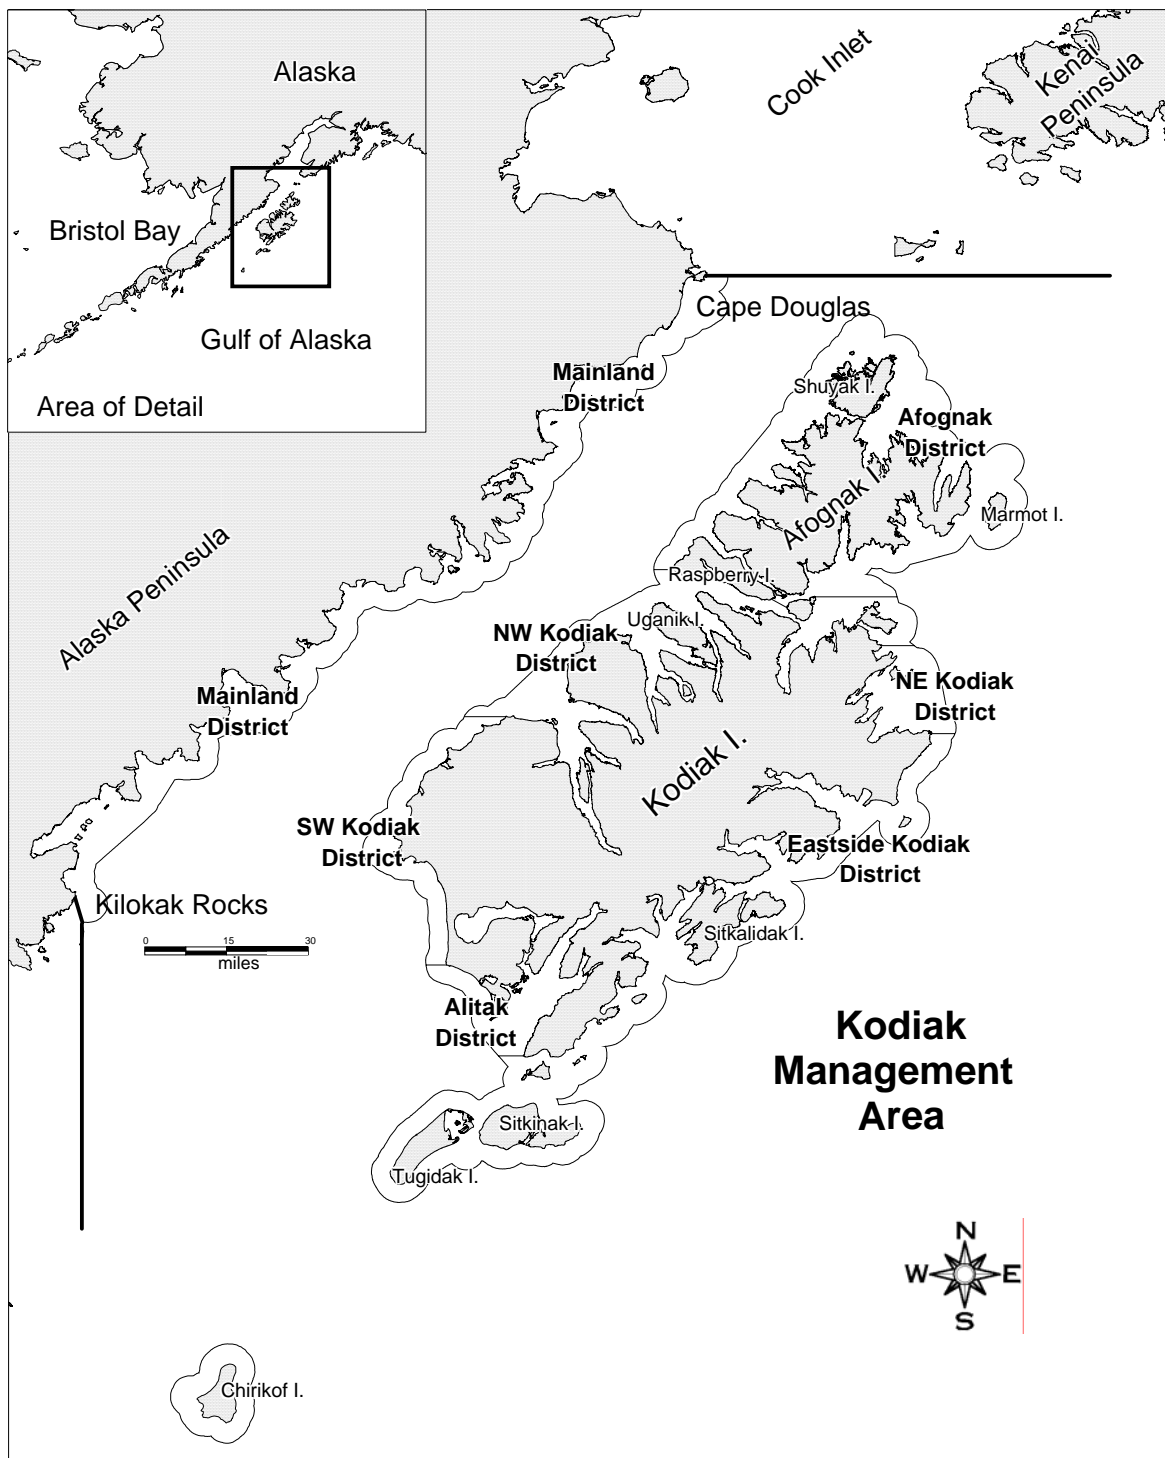 Alaska
Bristol Bay
Gulf of Alaska
Area of Detail
Cook Inlet
Kenai
Peninsula
Cape Douglas
Mainland
District
Shuyak I.
Afognak
District
Afognak I.
Marmot I.
Alaska Peninsula
Raspberry I.
Uganik I.
NW Kodiak
District
Mainland
District
NE Kodiak
District
Kodiak I.
SW Kodiak
District
Eastside Kodiak
District
Kilokak Rocks
0 15 30
miles
Sitkalidak I.
Alitak
District
Kodiak
Management
Area
Sitkinak I.
Tugidak I.
N
W E
S
Chirikof I.